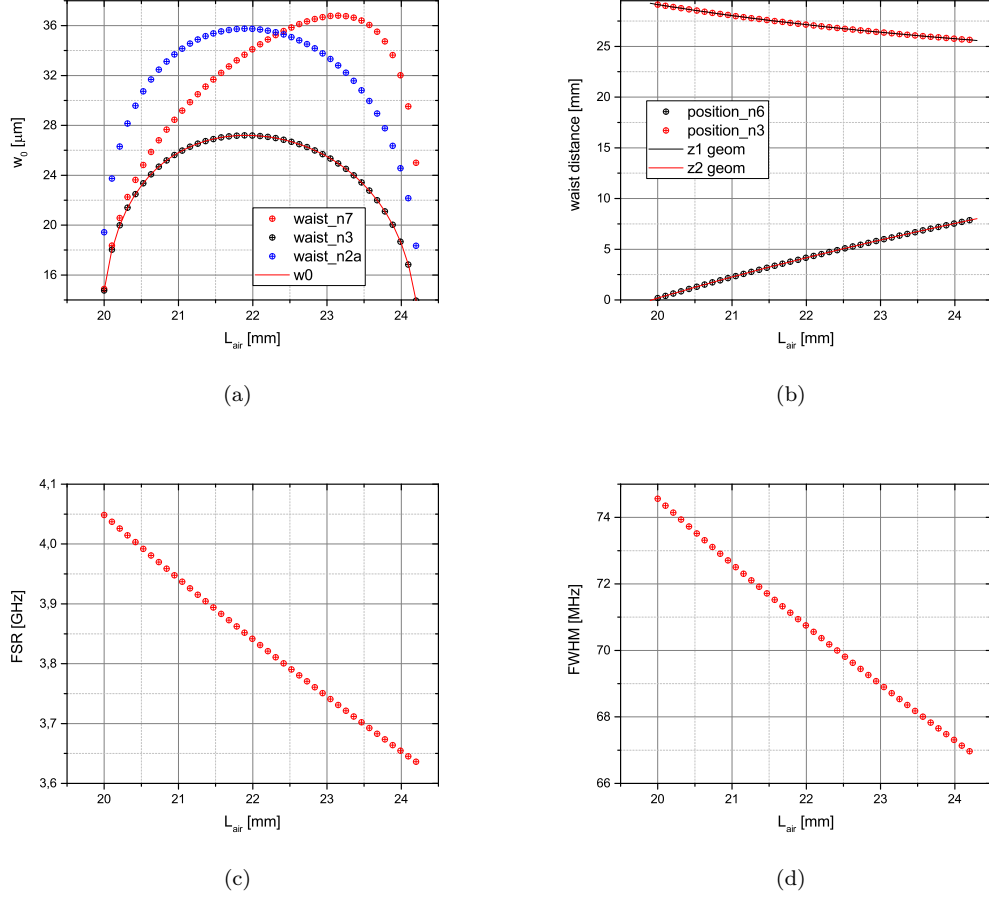 36
32
28
24
20
16
w0 [μm]
waist_n7
waist_n3
waist_n2a
w0
20 21 22 23 24
Lair [mm]
(a)
25
20
15
10
5
0
waist distance [mm]
position_n6
position_n3
z1 geom
z2 geom
20 21 22 23 24
Lair [mm]
(b)
4,1
4,0
3,9
3,8
3,7
3,6
FSR [GHz]
20 21 22 23 24
Lair [mm]
(c)
74
72
70
68
66
FWHM [MHz]
20 21 22 23 24
Lair [mm]
(d)